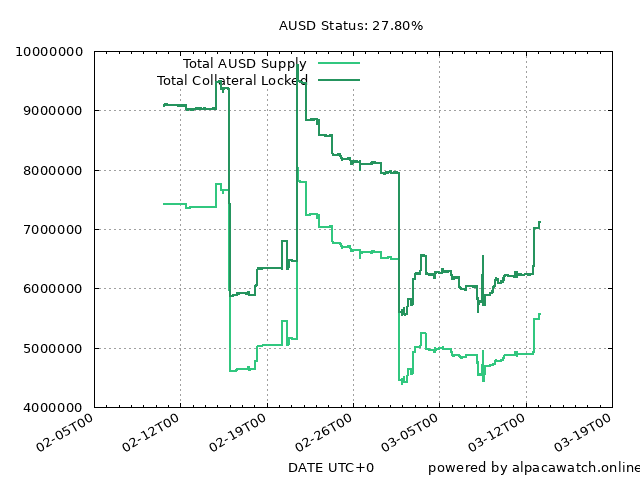 AUSD Status: 27.80%
Total AUSD Supply
Total Collateral Locked
10000000
9000000
8000000
7000000
6000000
5000000
4000000
02-05T00
02-12T00
02-19T00
02-26T00
03-05T00
03-12T00
03-19T00
DATE UTC+0
powered by alpacawatch.online